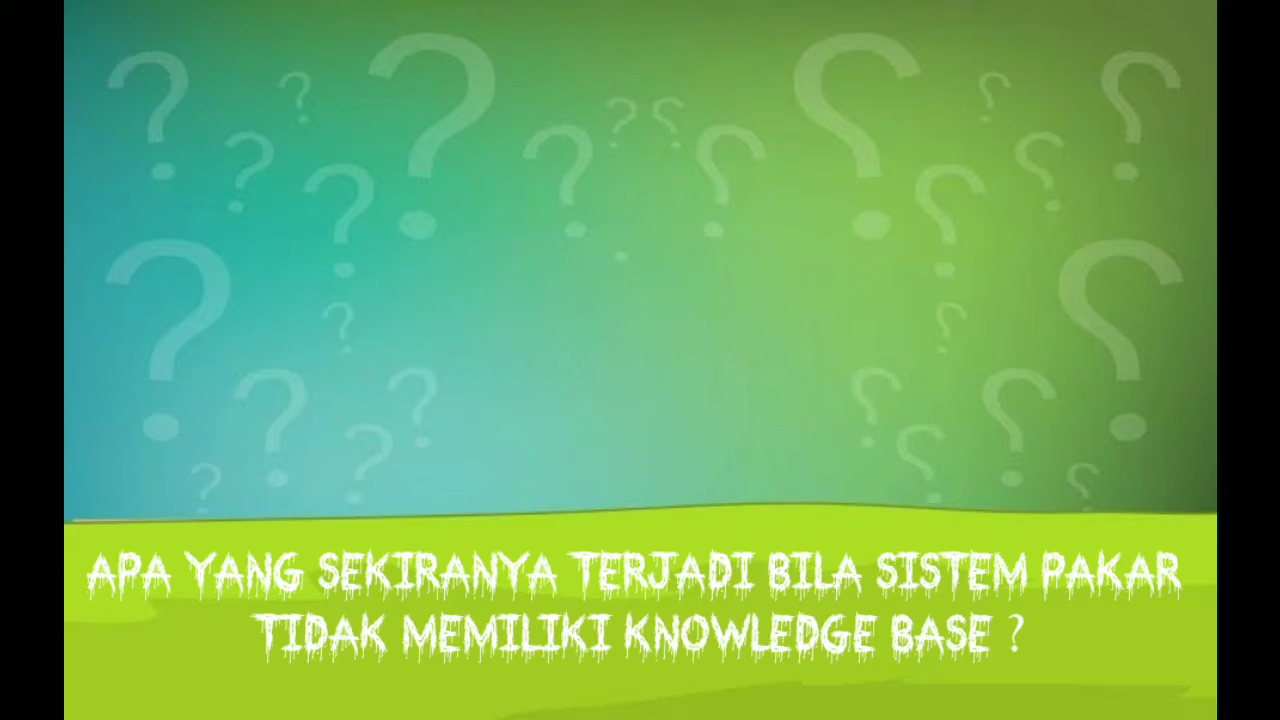 APA YANG SEKIRANYA TERJADI BILA SISTEM PAKAR
TIDAK MEMILIKI KNOWLEDGE BASE ?